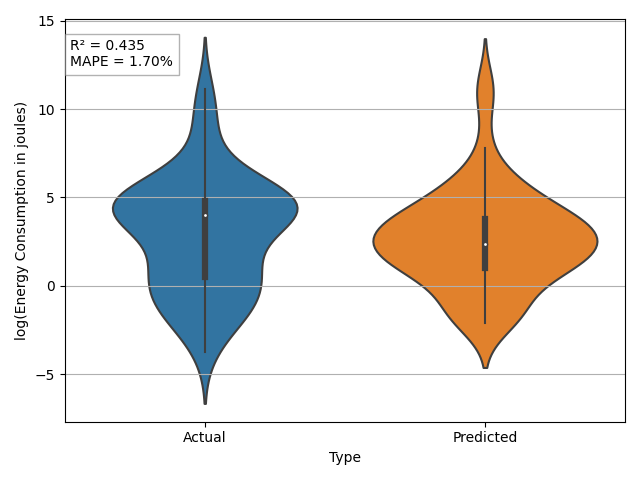 15
R² = 0.435
MAPE = 1.70%
10
5
0
−5
log(Energy Consumption in joules)
Actual
Predicted
Type